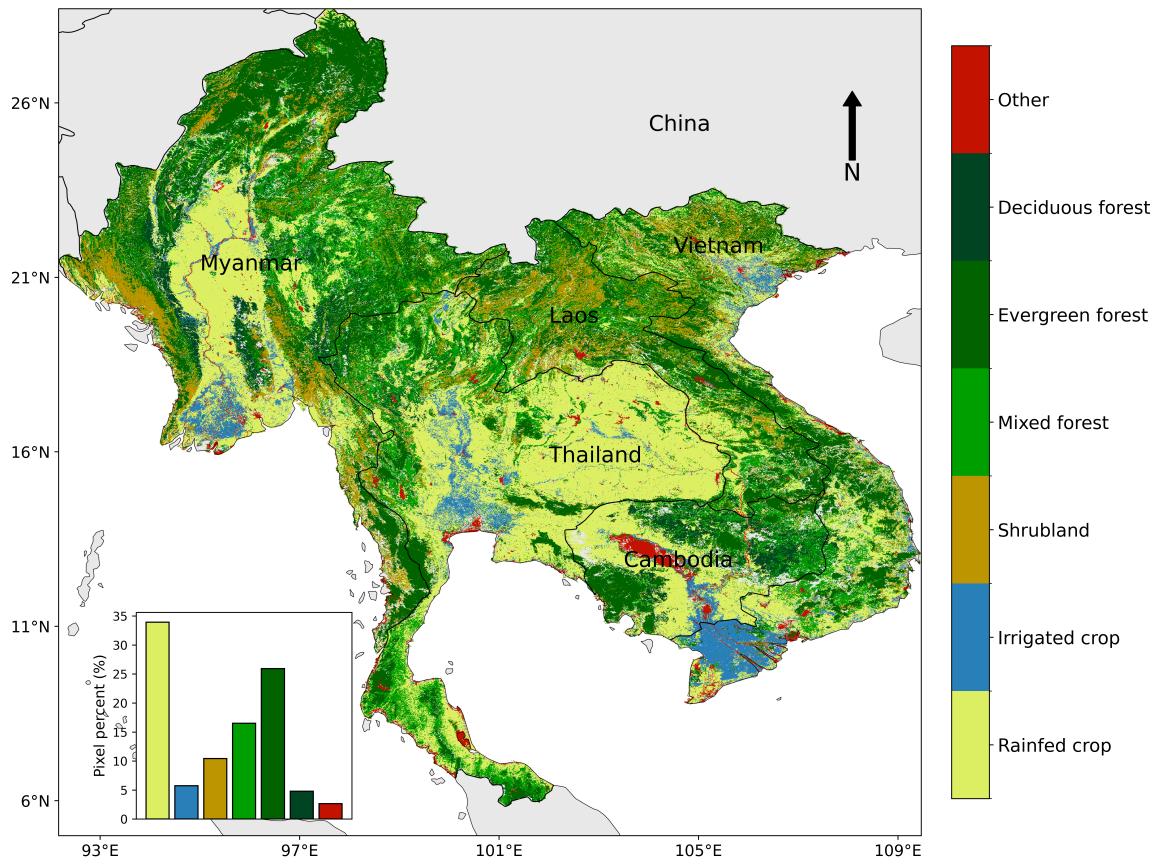 26°N
21°N
16°N
11°N
6°N
93°E
97°E
101°E
105°E
109°E
China
N
Myanmar
Vietnam
Laos
Thailand
Cambodia
Pixel percent (%)
35
30
25
20
15
10
5
0
Other
Deciduous forest
Evergreen forest
Mixed forest
Shrubland
Irrigated crop
Rainfed crop